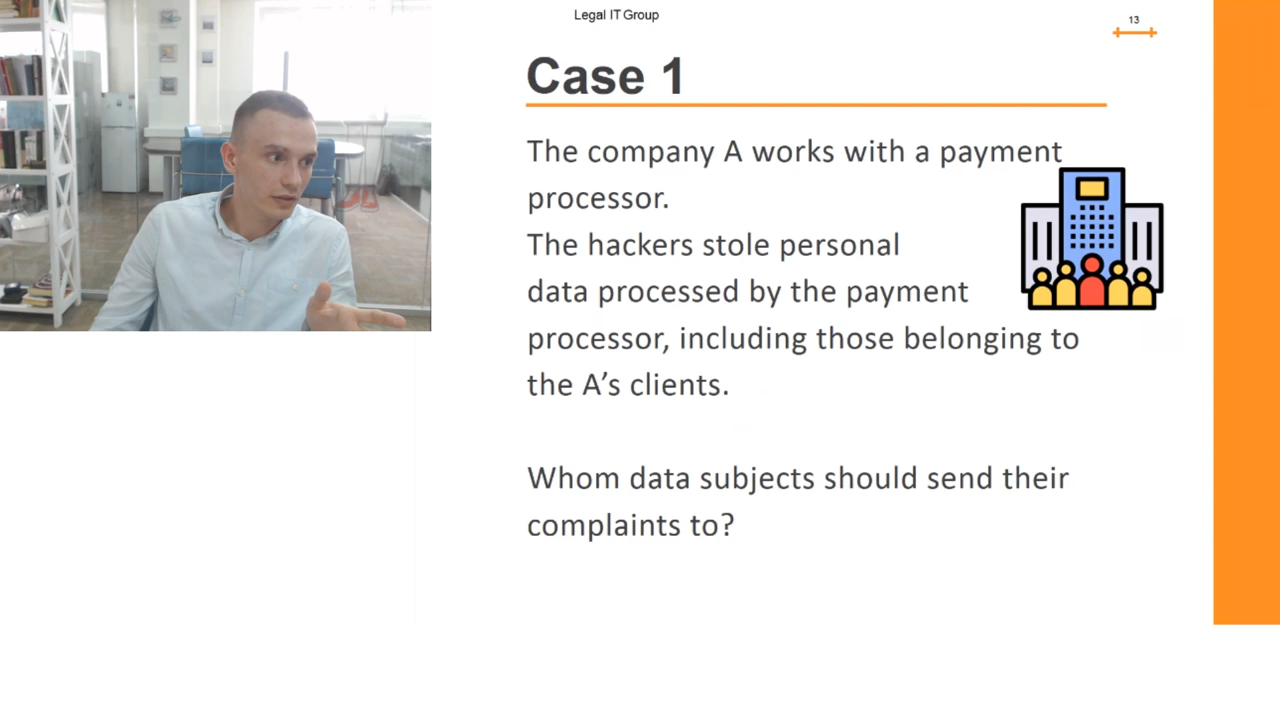 Legal IT Group
13
Case 1
The company A works with a payment
processor.
The hackers stole personal
data processed by the payment
processor, including those belonging to
the A’s clients.
Whom data subjects should send their
complaints to?